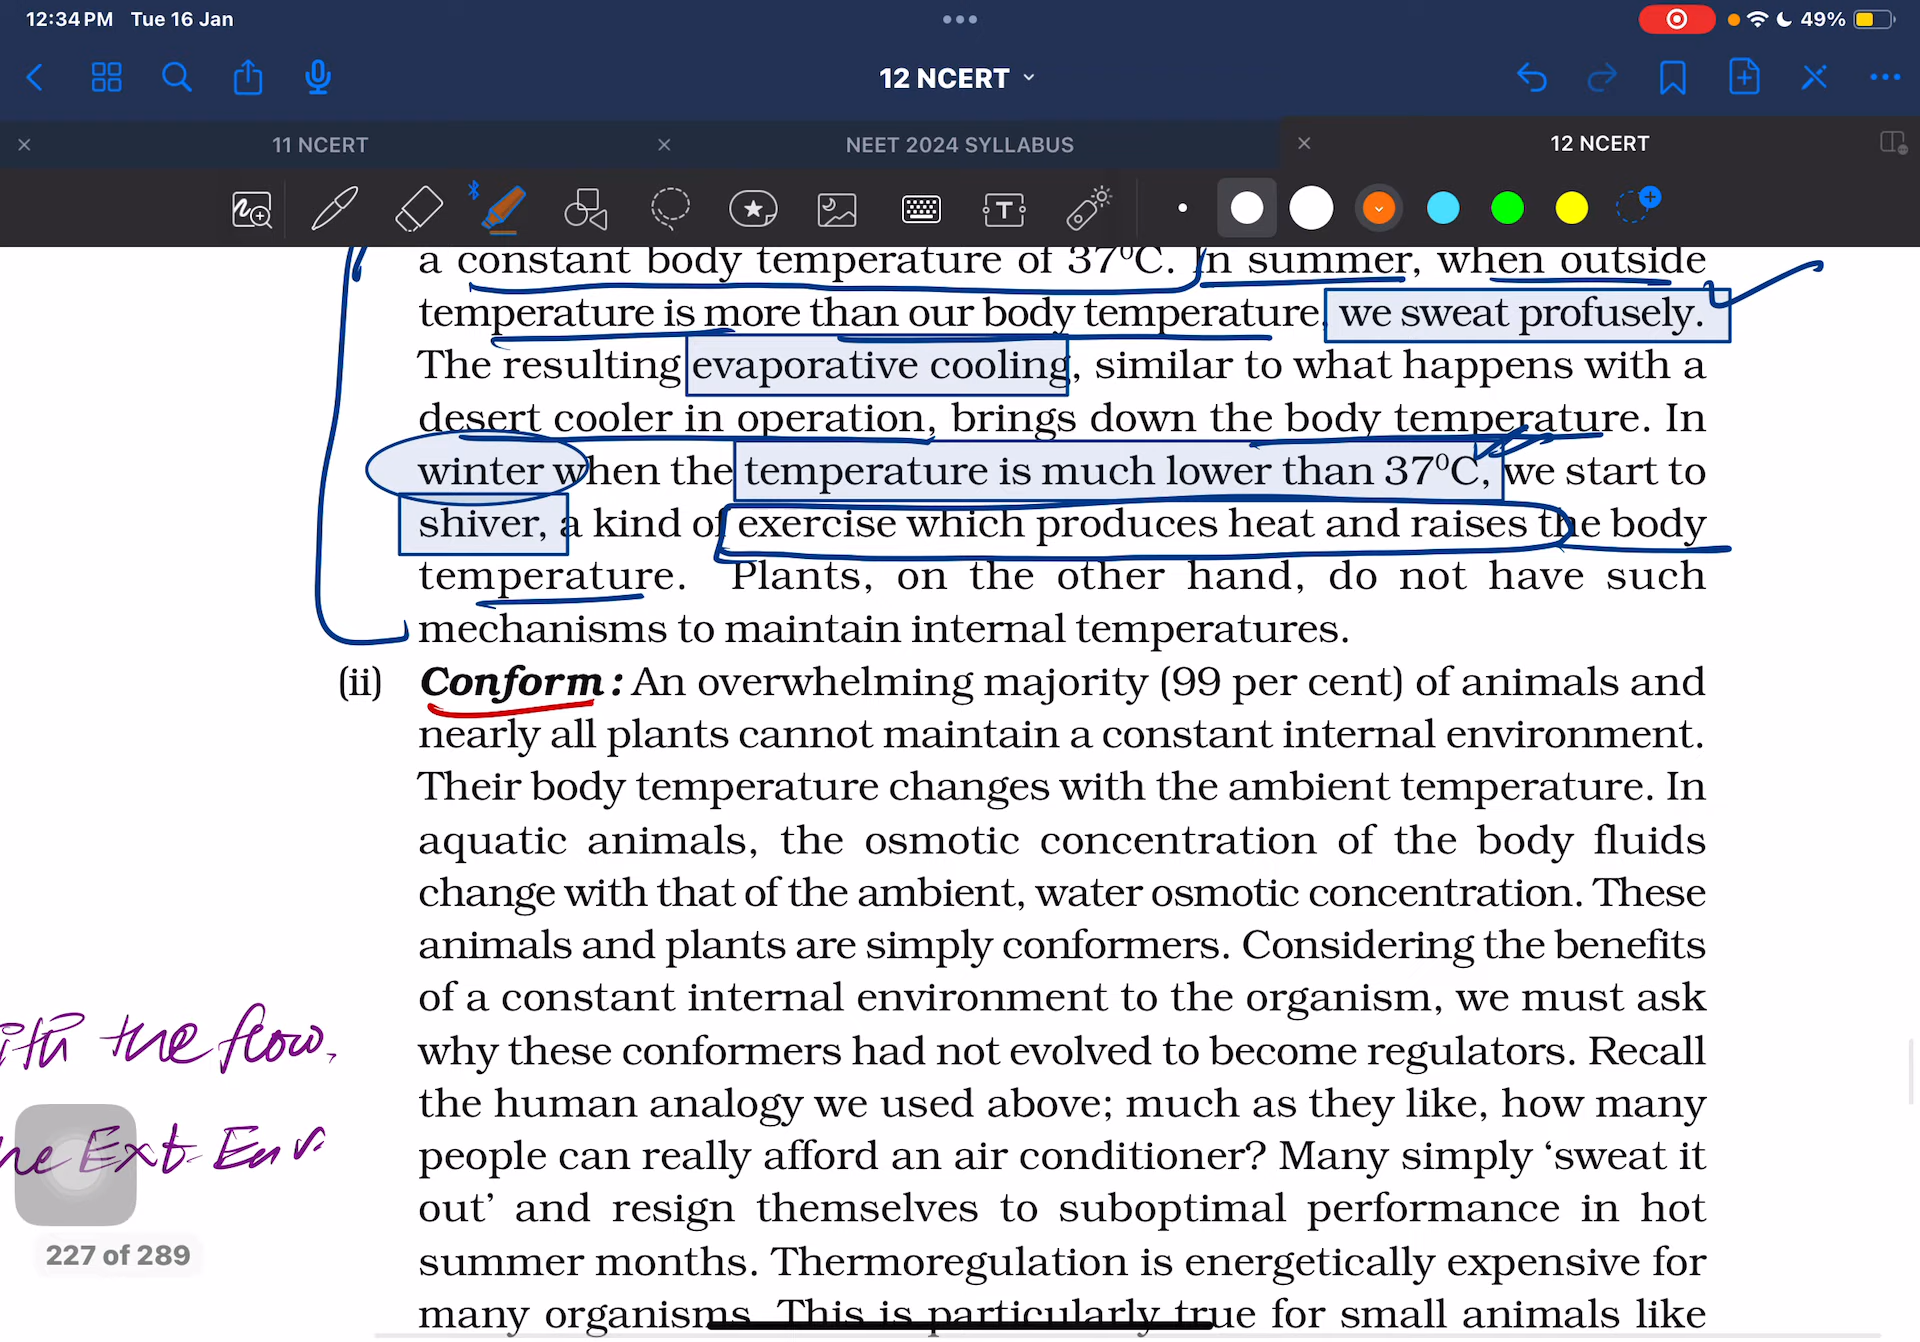 12:34 PM Tue 16 Jan
49%
12 NCERT
11 NCERT
NEET 2024 SYLLABUS
12 NCERT
a constant body temperature of 37⁰C. In summer, when outside
temperature is more than our body temperature, we sweat profusely.
The resulting evaporative cooling, similar to what happens with a
desert cooler in operation, brings down the body temperature. In
winter when the temperature is much lower than 37⁰C, we start to
shiver, a kind of exercise which produces heat and raises the body
temperature. Plants, on the other hand, do not have such
mechanisms to maintain internal temperatures.
(ii) Conform: An overwhelming majority (99 per cent) of animals and
nearly all plants cannot maintain a constant internal environment.
Their body temperature changes with the ambient temperature. In
aquatic animals, the osmotic concentration of the body fluids
change with that of the ambient, water osmotic concentration. These
animals and plants are simply conformers. Considering the benefits
of a constant internal environment to the organism, we must ask
why these conformers had not evolved to become regulators. Recall
the human analogy we used above; much as they like, how many
people can really afford an air conditioner? Many simply ‘sweat it
out’ and resign themselves to suboptimal performance in hot
summer months. Thermoregulation is energetically expensive for
many organisms. This is particularly true for small animals like
ith the flow,
he Ext. Env.
227 of 289